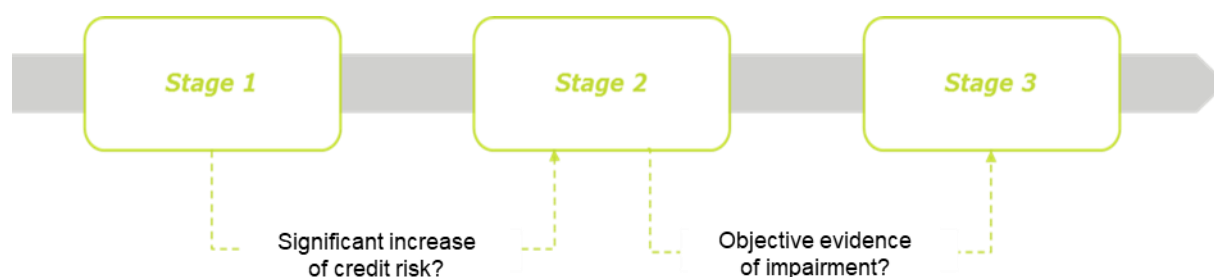 Stage 1
Stage 2
Stage 3
Significant increase
of credit risk?
Objective evidence
of impairment?